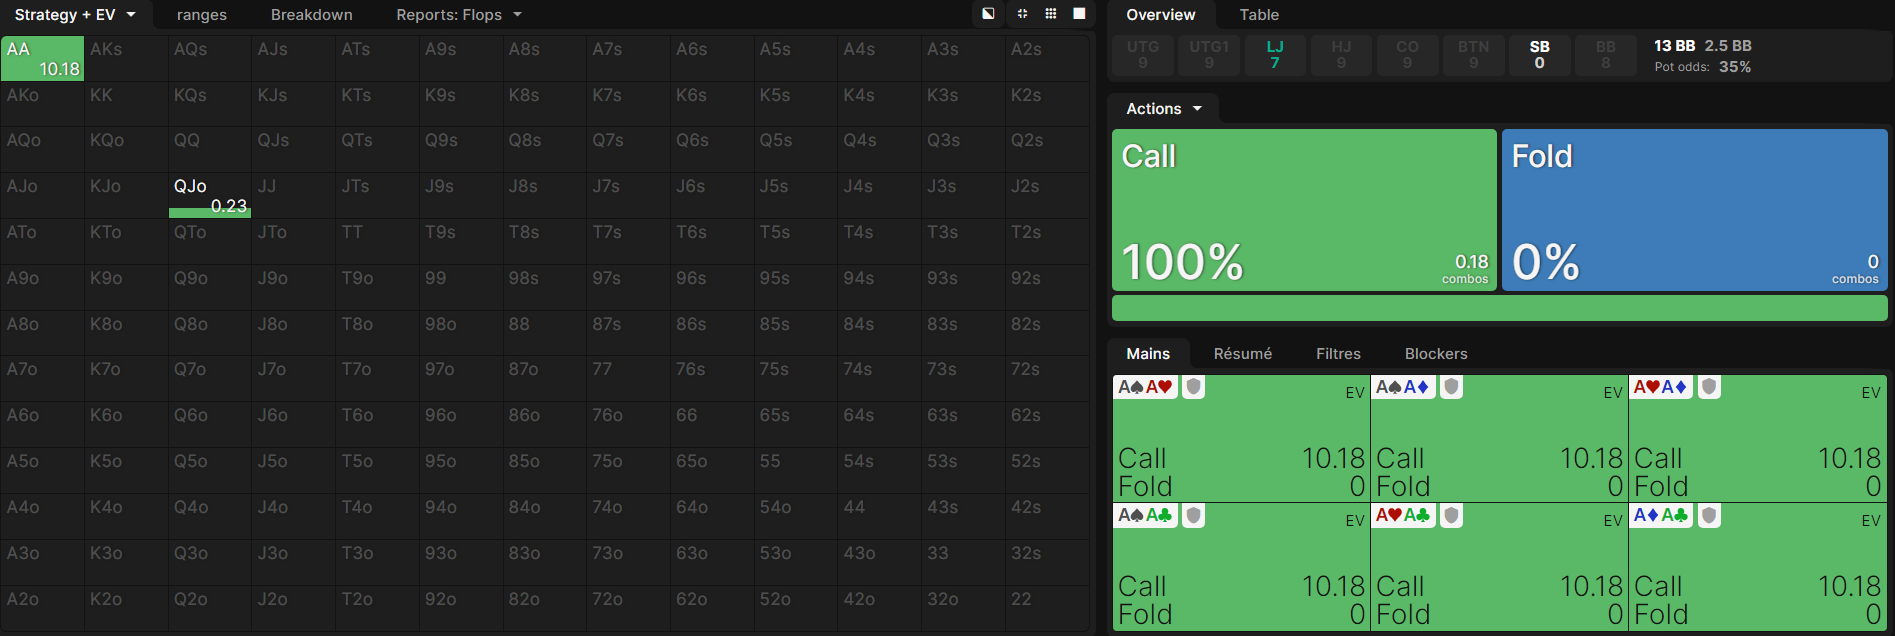 Strategy + EV ranges Breakdown Reports: Flops
AA AKs AQs AJs ATs A9s A8s A7s A6s A5s A4s A3s A2s
10.18
AKo KK KQs KJs KTs K9s K8s K7s K6s K5s K4s K3s K2s
AQo KQo QQ QJs QTs Q9s Q8s Q7s Q6s Q5s Q4s Q3s Q2s
AJo KJo QJo JJ JTs J9s J8s J7s J6s J5s J4s J3s J2s
0.23
ATo KTo QTo JTo TT T9s T8s T7s T6s T5s T4s T3s T2s
A9o K9o Q9o J9o T9o 99 98s 97s 96s 95s 94s 93s 92s
A8o K8o Q8o J8o T8o 98o 88 87s 86s 85s 84s 83s 82s
A7o K7o Q7o J7o T7o 97o 87o 77 76s 75s 74s 73s 72s
A6o K6o Q6o J6o T6o 96o 86o 76o 66 65s 64s 63s 62s
A5o K5o Q5o J5o T5o 95o 85o 75o 65o 55 54s 53s 52s
A4o K4o Q4o J4o T4o 94o 84o 74o 64o 54o 44 43s 42s
A3o K3o Q3o J3o T3o 93o 83o 73o 63o 53o 43o 33 32s
A2o K2o Q2o J2o T2o 92o 82o 72o 62o 52o 42o 32o 22
Overview Table
UTG UTG1 LJ HJ CO BTN SB BB
9 9 7 9 9 9 0 8
13 BB 2.5 BB
Pot odds: 35%
Actions
Call Fold
100% 0.18 combos 0% 0 combos
Mains Résumé Filtres Blockers
A♠A♥ EV A♠A♦ EV A♥A♦ EV
Call 10.18 Call 10.18 Call 10.18
Fold 0 Fold 0 Fold 0
A♠A♣ EV A♥A♣ EV A♦A♣ EV
Call 10.18 Call 10.18 Call 10.18
Fold 0 Fold 0 Fold 0